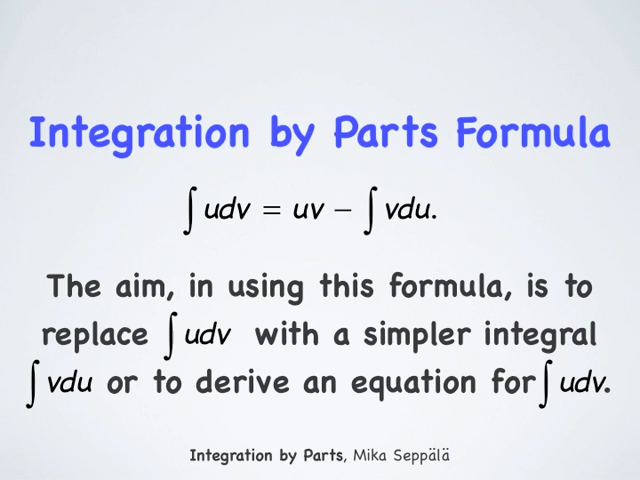 Integration by Parts Formula
∫ udv = uv − ∫ vdu.
The aim, in using this formula, is to
replace ∫ udv with a simpler integral
∫ vdu or to derive an equation for ∫ udv.
Integration by Parts, Mika Seppälä